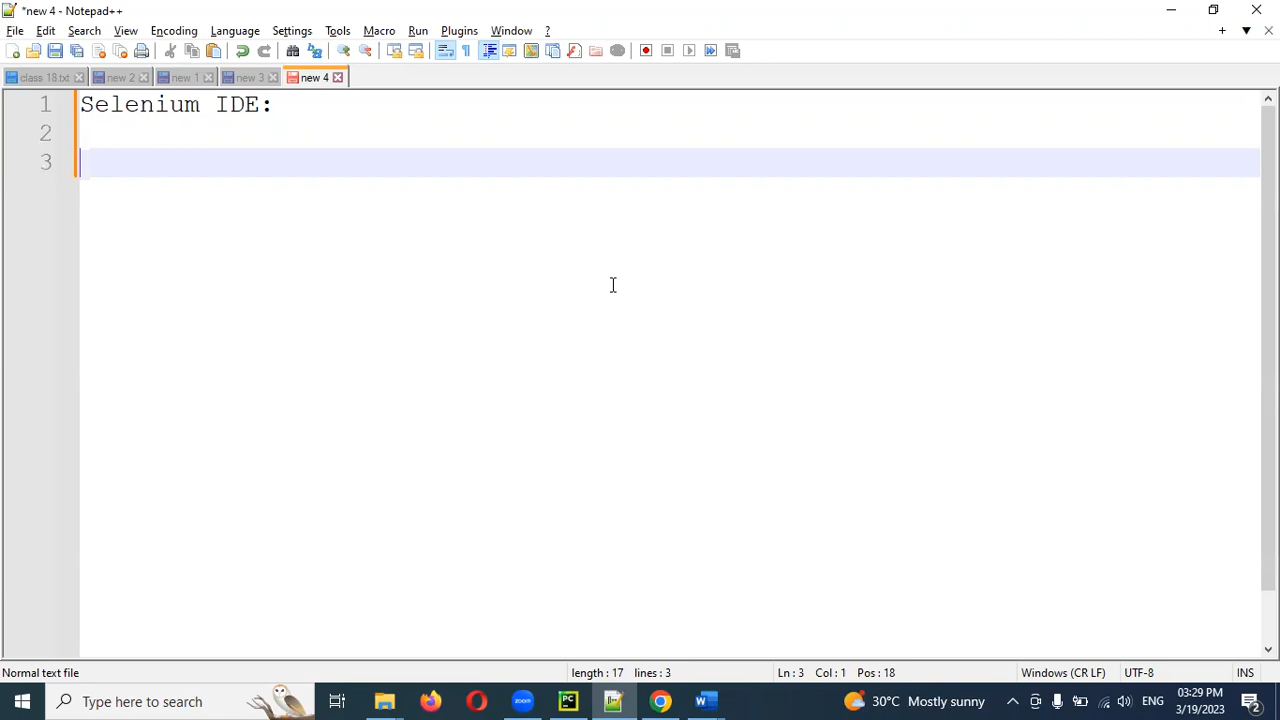 *new 4 - Notepad++
File Edit Search View Encoding Language Settings Tools Macro Run Plugins Window ?
class 18.txt new 2 new 1 new 3 new 4
1 Selenium IDE:
2
3
Normal text file length : 17 lines : 3 Ln : 3 Col : 1 Pos : 18 Windows (CR LF) UTF-8 INS
Type here to search zoom PC 30°C Mostly sunny ENG 03:29 PM
3/19/2023 2